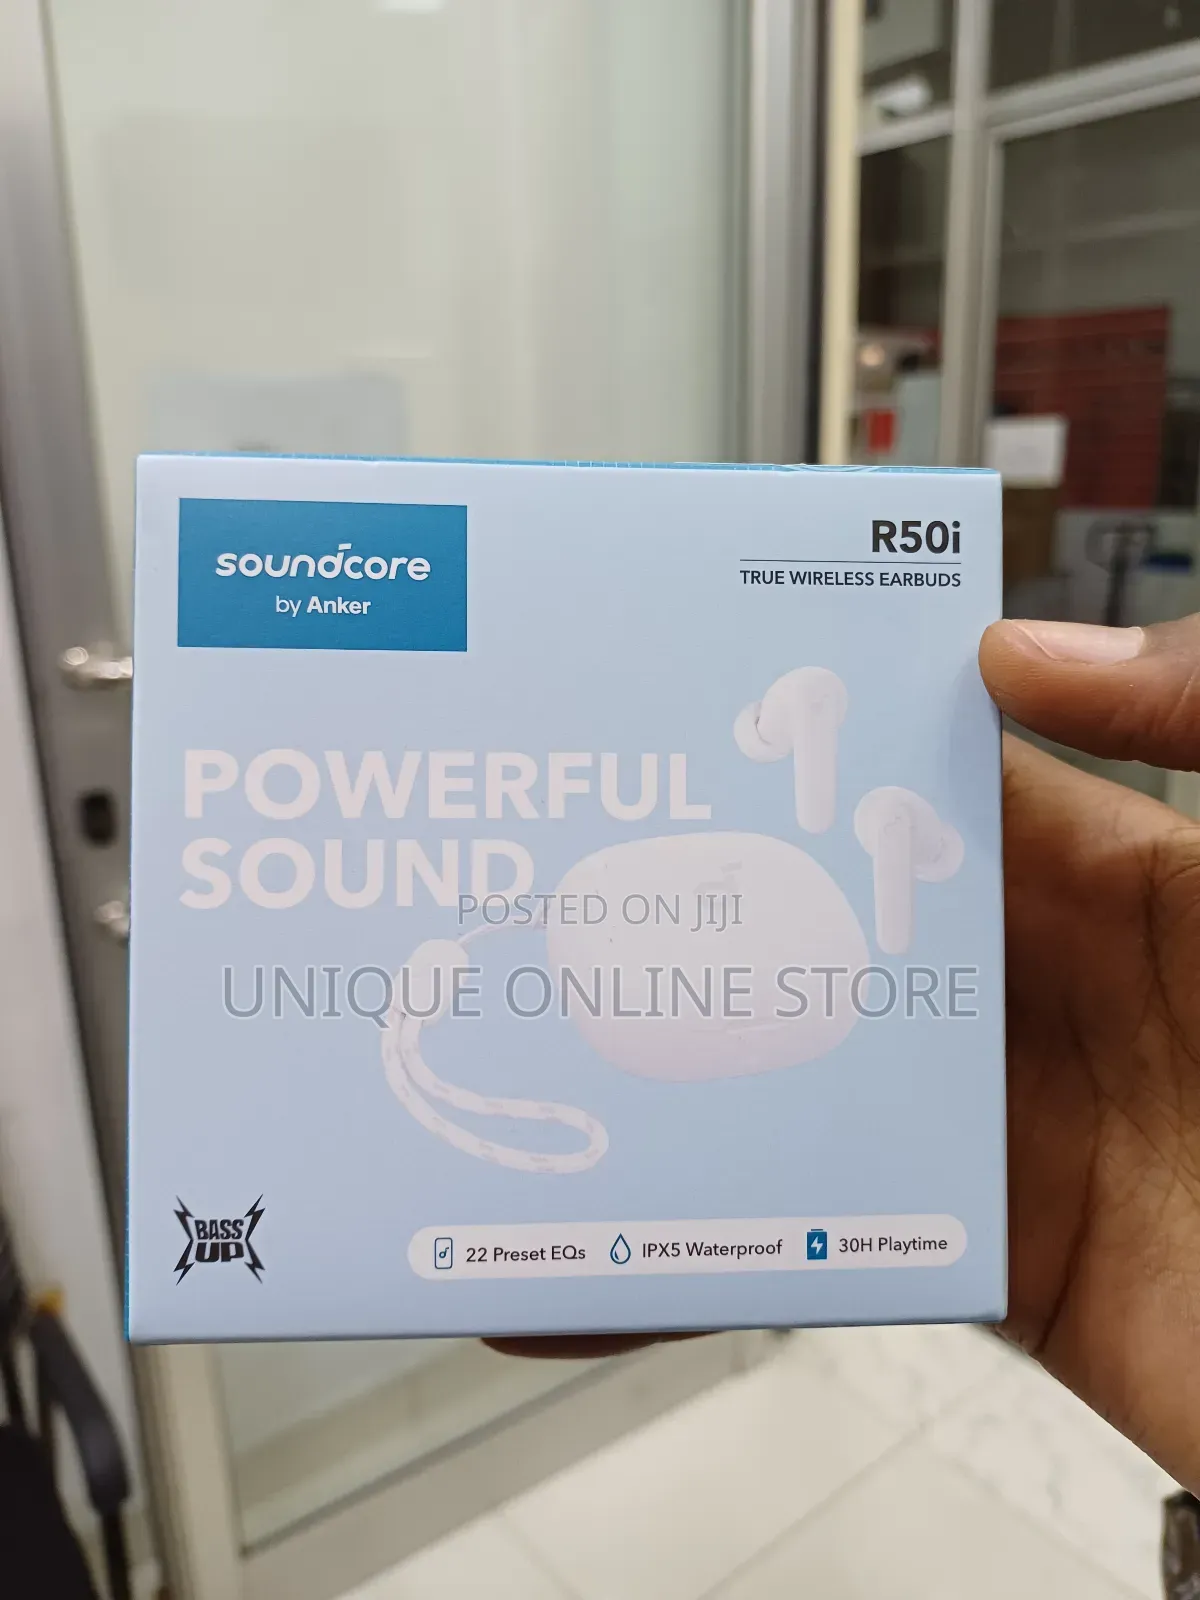 soundcore
by Anker
R50i
TRUE WIRELESS EARBUDS
POWERFUL
SOUND
POSTED ON JIJI
UNIQUE ONLINE STORE
BASS
UP
22 Preset EQs
IPX5 Waterproof
30H Playtime